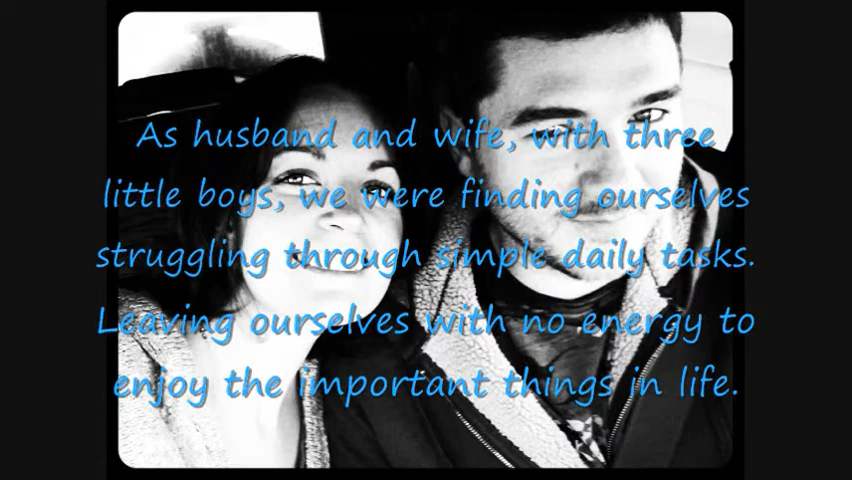 As husband and wife, with three
little boys, we were finding ourselves
struggling through simple daily tasks.
Leaving ourselves with no energy to
enjoy the important things in life.